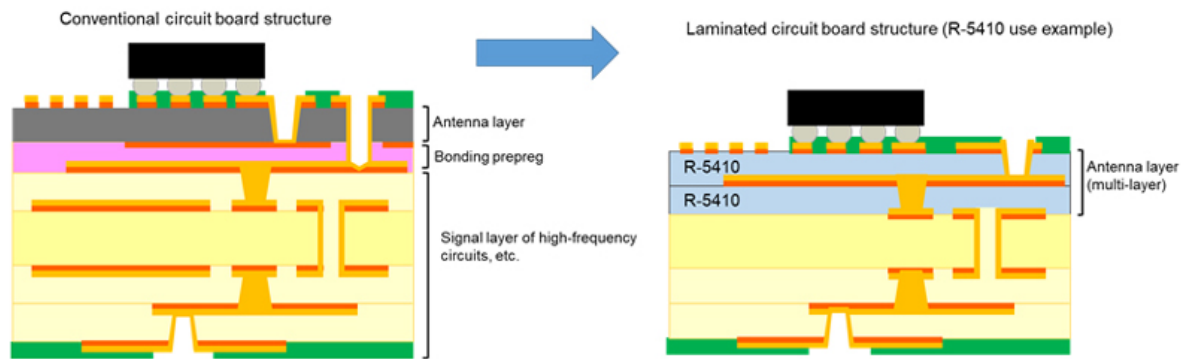 Conventional circuit board structure
Laminated circuit board structure (R-5410 use example)
Antenna layer
Bonding prepreg
Signal layer of high-frequency
circuits, etc.
R-5410
R-5410
Antenna layer
(multi-layer)